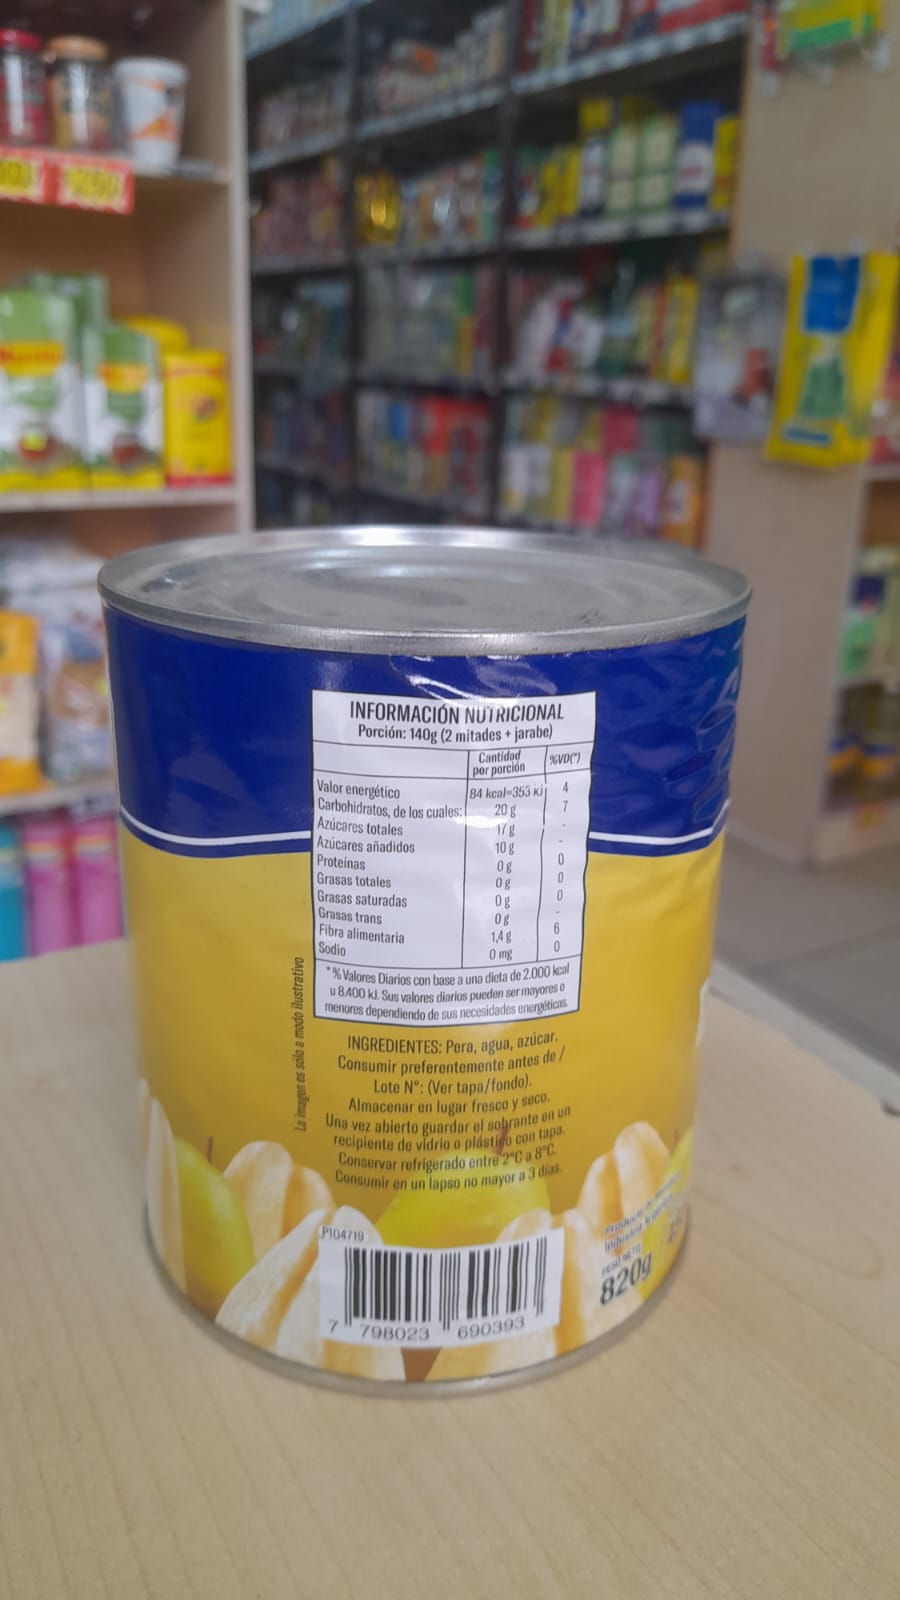 INFORMACIÓN NUTRICIONAL
Porción: 140g (2 mitades + jarabe)
Cantidad por porción %VD(*)
Valor energético 84 kcal=353 kj 4
Carbohidratos, de los cuales: 20 g 7
Azúcares totales 17 g -
Azúcares añadidos 10 g -
Proteínas 0 g 0
Grasas totales 0 g 0
Grasas saturadas 0 g 0
Grasas trans 0 g -
Fibra alimentaria 1,4 g 6
Sodio 0 mg 0
*% Valores Diarios con base a una dieta de 2.000 kcal
u 8.400 kJ. Sus valores diarios pueden ser mayores o
menores dependiendo de sus necesidades energéticas.
La imagen es sólo a modo ilustrativo
INGREDIENTES: Pera, agua, azúcar.
Consumir preferentemente antes de /
Lote N°: (Ver tapa/fondo).
Almacenar en lugar fresco y seco.
Una vez abierto guardar el sobrante en un
recipiente de vidrio o plástico con tapa.
Conservar refrigerado entre 2°C a 8°C.
Consumir en un lapso no mayor a 3 días.
P104719
7 798023 690393
PESO NETO
820g